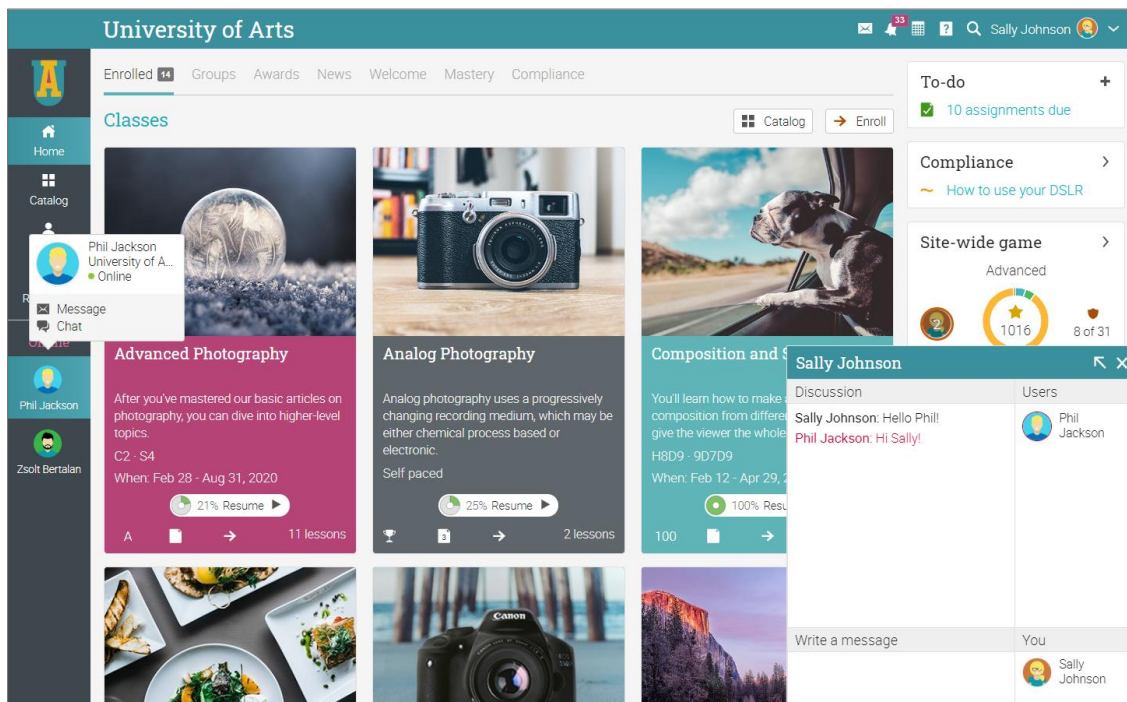 University of Arts
33
?
Sally Johnson
A
Home
Catalog
Phil Jackson
University of A...
Online
Message
Chat
Phil Jackson
Zsolt Bertalan
Enrolled 14 Groups Awards News Welcome Mastery Compliance
Classes
Catalog
Enroll
Advanced Photography
After you've mastered our basic articles on
photography, you can dive into higher-level
topics.
C2 · S4
When: Feb 28 - Aug 31, 2020
21% Resume
A
11 lessons
Analog Photography
Analog photography uses a progressively
changing recording medium, which may be
either chemical process based or
electronic.
Self paced
25% Resume
3
2 lessons
Composition and S
You'll learn how to make
composition from differe
give the viewer the whole
H8D9 · 9D7D9
When: Feb 12 - Apr 29, 2
100% Resu
100
Canon
To-do
+
10 assignments due
Compliance
How to use your DSLR
Site-wide game
Advanced
2
1016
8 of 31
Sally Johnson
Discussion
Users
Sally Johnson: Hello Phil!
Phil Jackson: Hi Sally!
Phil
Jackson
Write a message
You
Sally
Johnson